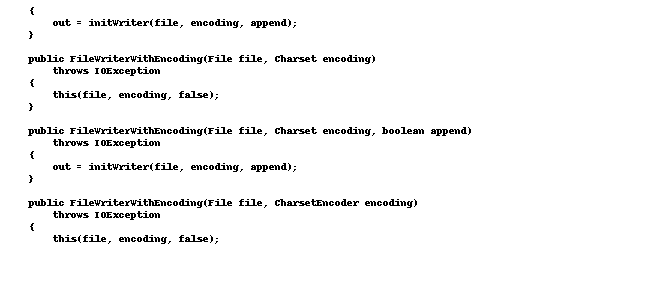 {
out = initWriter(file, encoding, append);
}
public FileWriterWithEncoding(File file, Charset encoding)
throws IOException
{
this(file, encoding, false);
}
public FileWriterWithEncoding(File file, Charset encoding, boolean append)
throws IOException
{
out = initWriter(file, encoding, append);
}
public FileWriterWithEncoding(File file, CharsetEncoder encoding)
throws IOException
{
this(file, encoding, false);